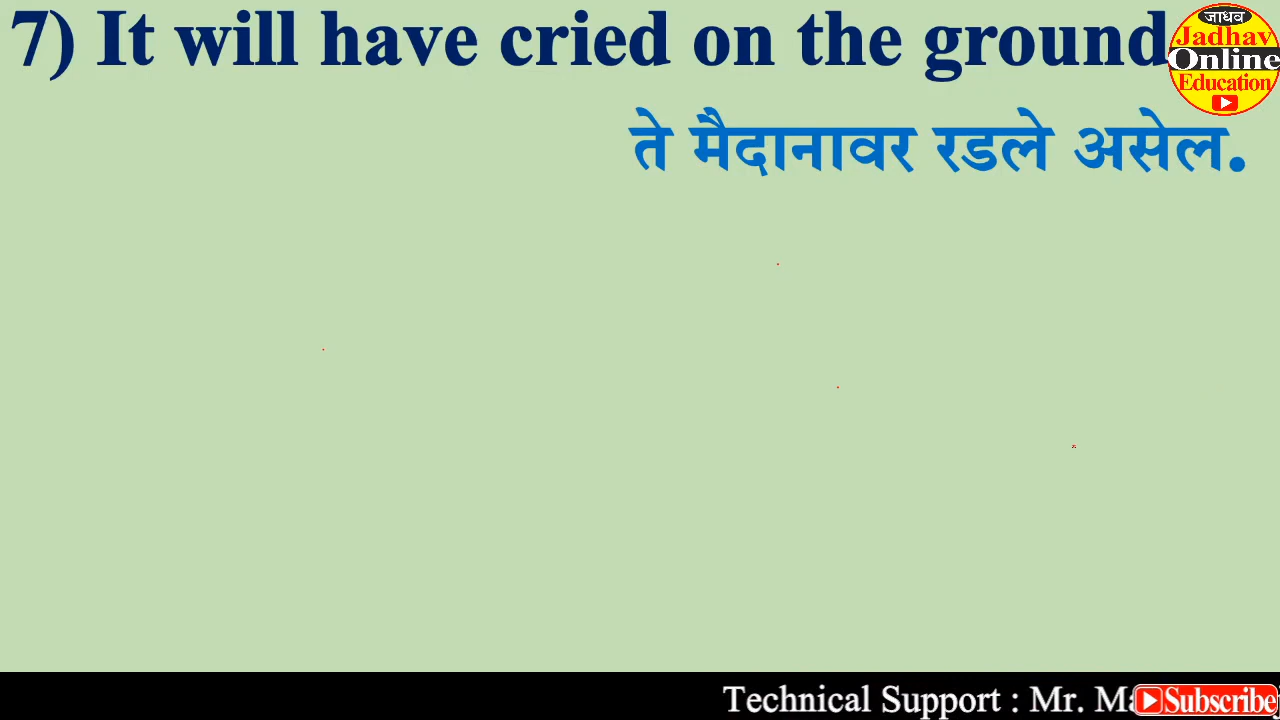 7) It will have cried on the ground
ते मैदानावर रडले असेल.
जाधव
Jadhav
Online
Education
Technical Support : Mr.
Subscribe